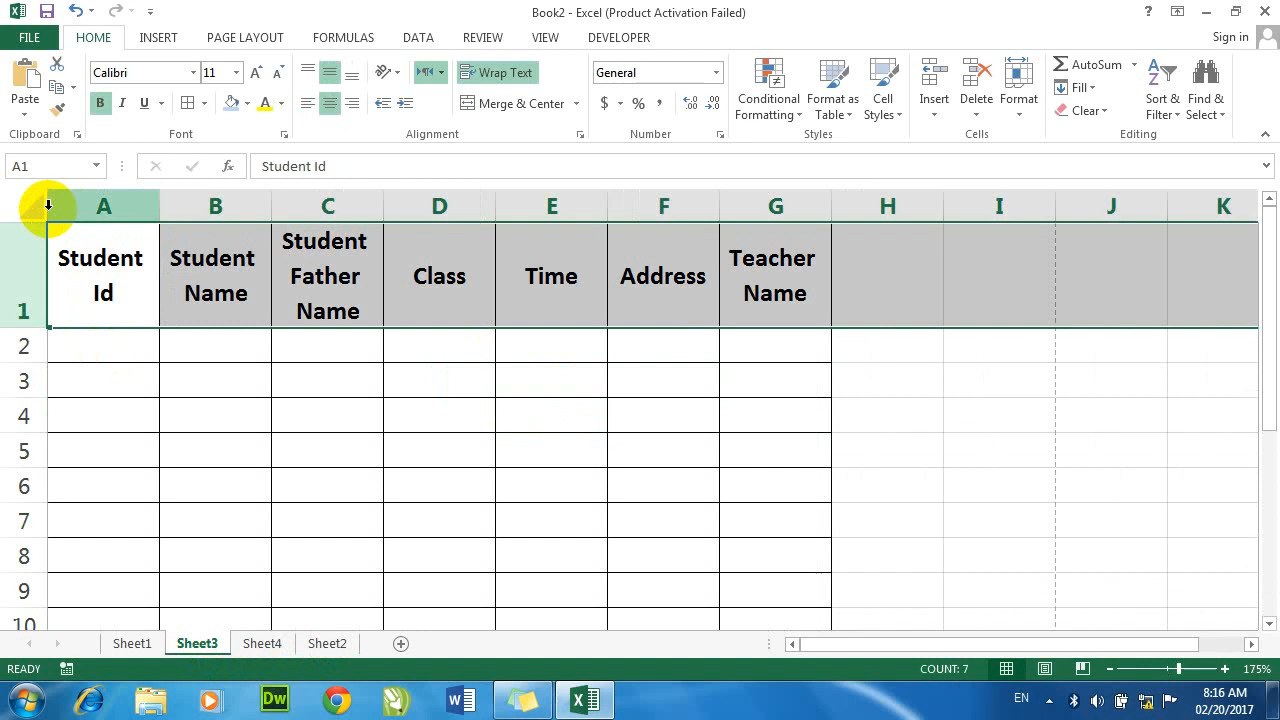 Book2 - Excel (Product Activation Failed)
?
FILE HOME INSERT PAGE LAYOUT FORMULAS DATA REVIEW VIEW DEVELOPER Sign in
Paste
Clipboard
Calibri 11
B I U
A
Font
Wrap Text
Merge & Center
Alignment
General
$ % ,
Number
Conditional Formatting
Format as Table
Cell Styles
Styles
Insert Delete Format
Cells
AutoSum
Fill
Clear
Sort & Filter
Find & Select
Editing
A1 fx Student Id
A B C D E F G H I J K
1 Student Id Student Name Student Father Name Class Time Address Teacher Name
2
3
4
5
6
7
8
9
10
Sheet1 Sheet3 Sheet4 Sheet2
READY COUNT: 7 175%
Dw
EN 8:16 AM
02/20/2017